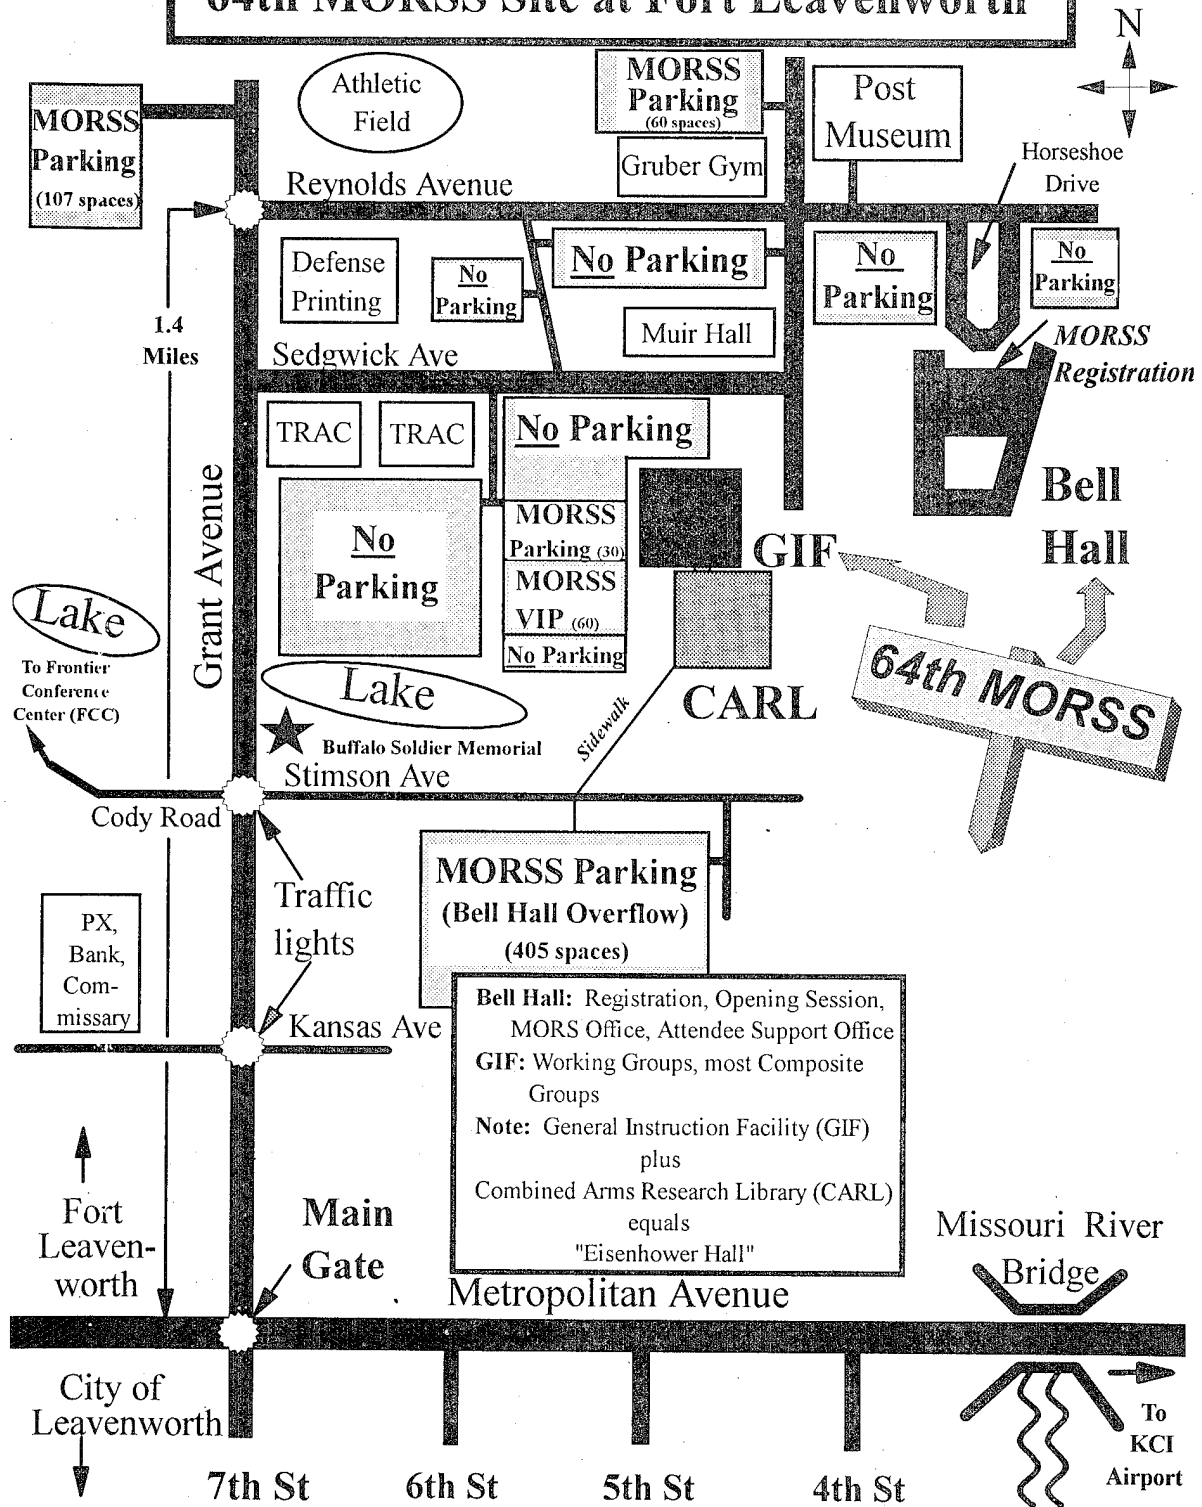 64th MORSS Site at Fort Leavenworth
N
Athletic
Field
MORSS
Parking
(60 spaces)
Post
Museum
MORSS
Parking
(107 spaces)
Gruber Gym
Horseshoe
Drive
Reynolds Avenue
Defense
Printing
No
Parking
No Parking
No
Parking
No
Parking
1.4
Miles
Muir Hall
MORSS
Registration
Sedgwick Ave
TRAC
TRAC
No Parking
Grant Avenue
Bell
Hall
No
Parking
MORSS
Parking (30)
MORSS
VIP (60)
No Parking
GIF
Lake
To Frontier
Conference
Center (FCC)
Lake
CARL
64th MORSS
Sidewalk
Buffalo Soldier Memorial
Stimson Ave
Cody Road
MORSS Parking
(Bell Hall Overflow)
(405 spaces)
Traffic
lights
PX,
Bank,
Com-
missary
Kansas Ave
Bell Hall: Registration, Opening Session,
MORS Office, Attendee Support Office
GIF: Working Groups, most Composite
Groups
Note: General Instruction Facility (GIF)
plus
Combined Arms Research Library (CARL)
equals
"Eisenhower Hall"
Fort
Leaven-
worth
Main
Gate
Missouri River
Bridge
Metropolitan Avenue
City of
Leavenworth
To
KCI
Airport
7th St
6th St
5th St
4th St